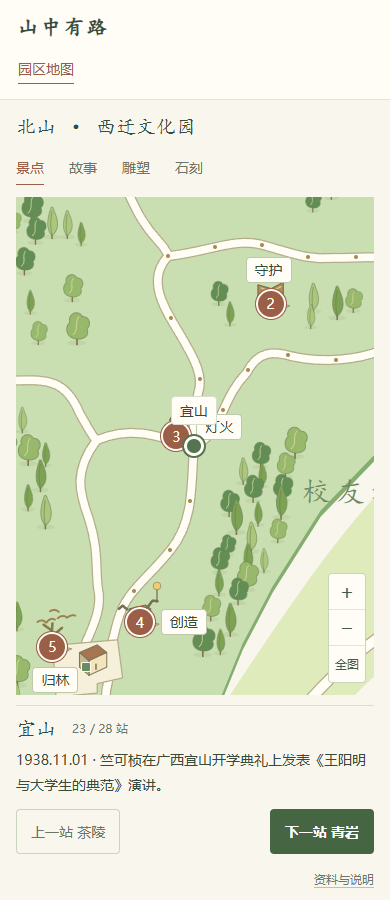 山中有路
园区地图
北山 • 西迁文化园
景点 故事 雕塑 石刻
守护
2
宜山
灯火
3
校友
+
−
全图
4
创造
5
归林
宜山 23 / 28 站
1938.11.01 · 竺可桢在广西宜山开学典礼上发表《王阳明
与大学生的典范》演讲。
上一站 茶陵
下一站 青岩
资料与说明